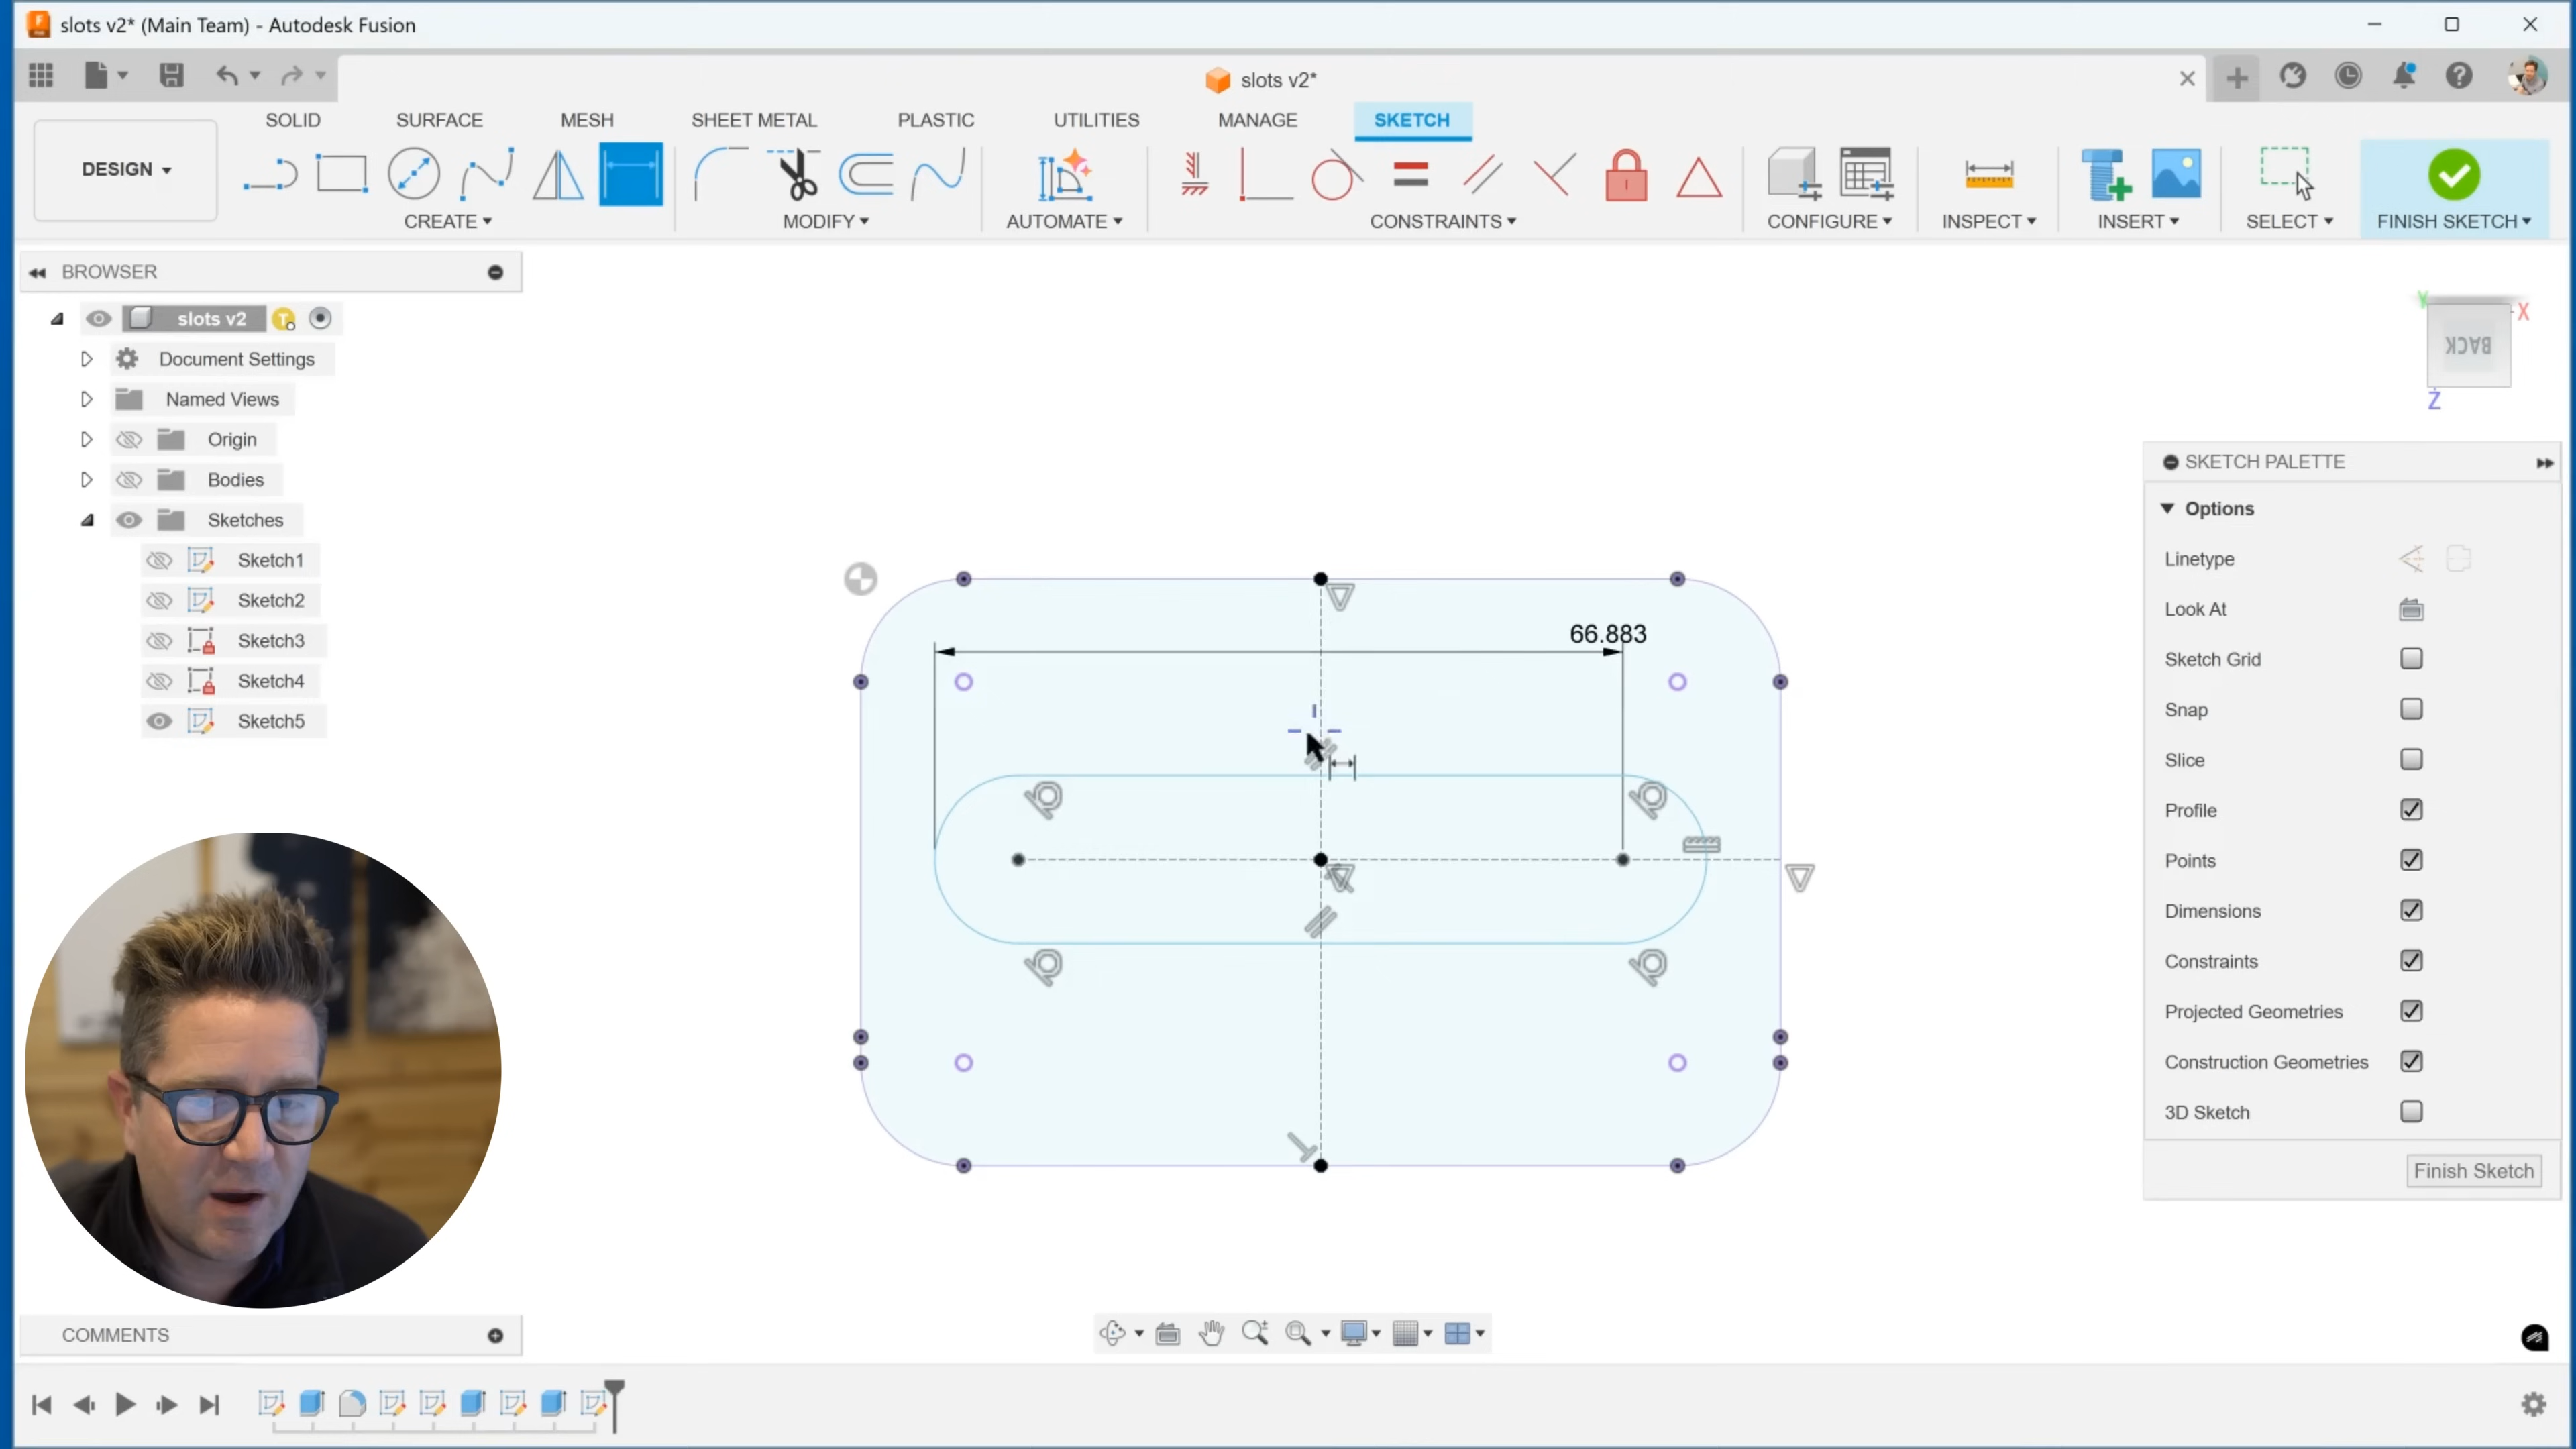 slots v2* (Main Team) - Autodesk Fusion
slots v2*
SOLID SURFACE MESH SHEET METAL PLASTIC UTILITIES MANAGE SKETCH
DESIGN
CREATE MODIFY AUTOMATE CONSTRAINTS CONFIGURE INSPECT INSERT SELECT FINISH SKETCH
BROWSER
slots v2
Document Settings
Named Views
Origin
Bodies
Sketches
Sketch1
Sketch2
Sketch3
Sketch4
Sketch5
Y
X
BACK
Z
66.883
SKETCH PALETTE
Options
Linetype
Look At
Sketch Grid
Snap
Slice
Profile
Points
Dimensions
Constraints
Projected Geometries
Construction Geometries
3D Sketch
Finish Sketch
COMMENTS